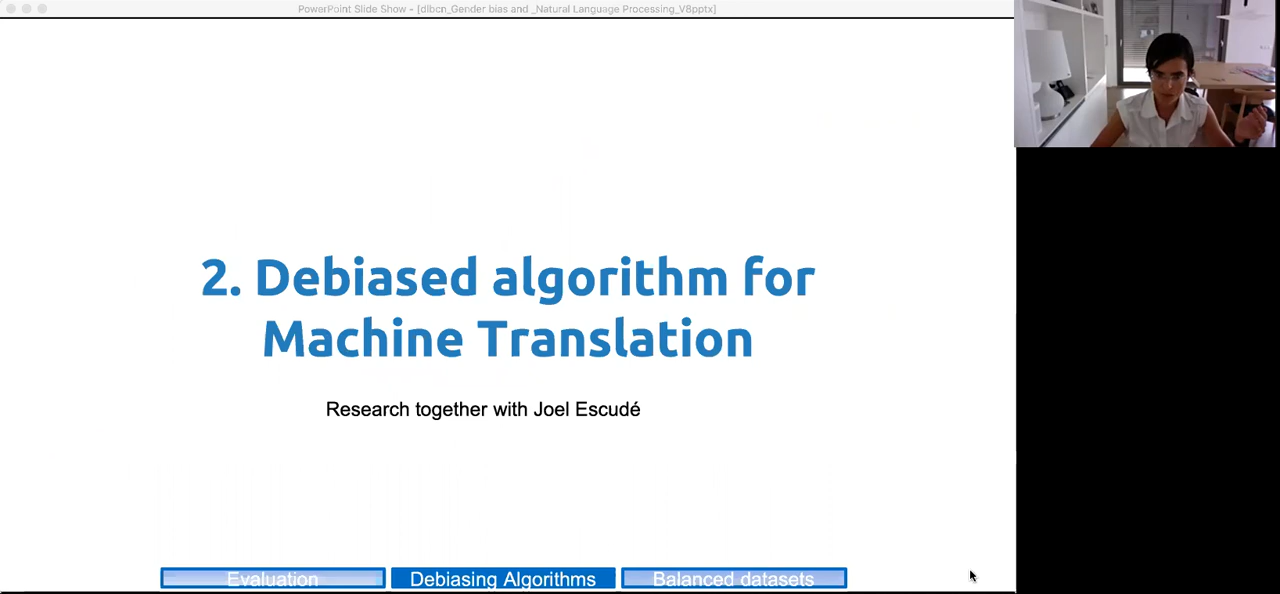 PowerPoint Slide Show - [dlbcn_Gender bias and _Natural Language Processing_V8pptx]
2. Debiased algorithm for
Machine Translation
Research together with Joel Escudé
Evaluation
Debiasing Algorithms
Balanced datasets